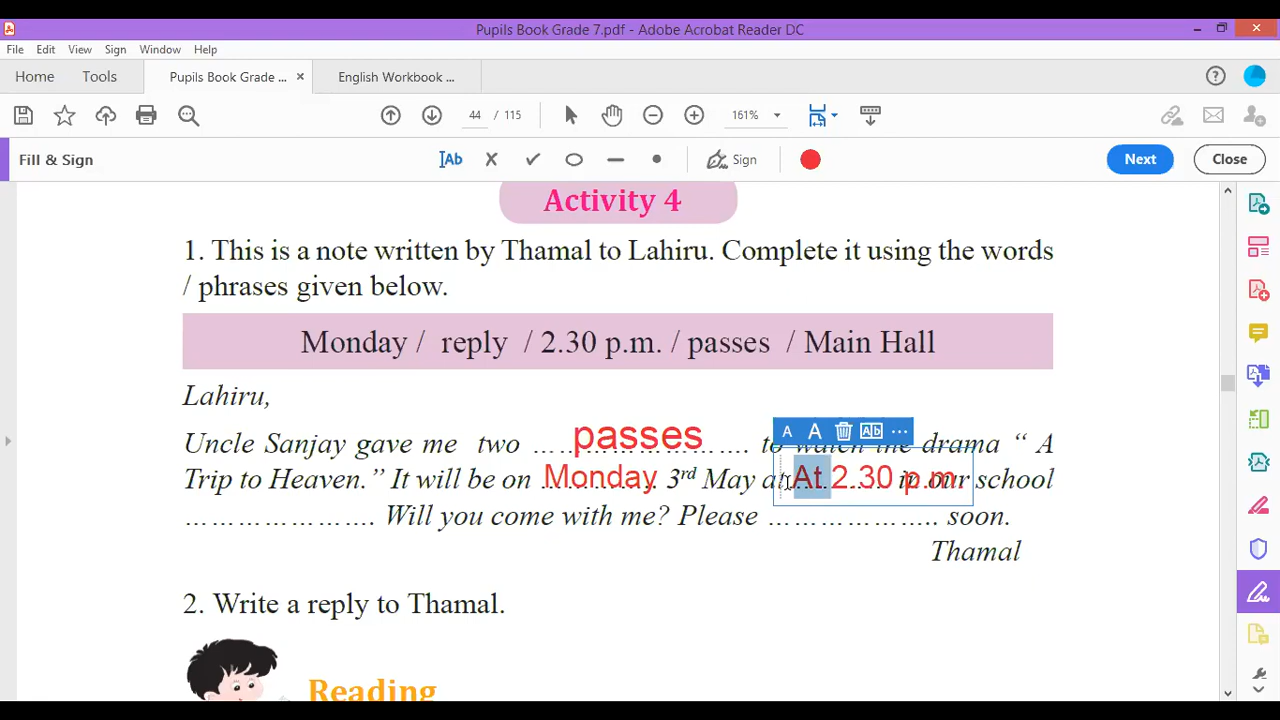 Pupils Book Grade 7.pdf - Adobe Acrobat Reader DC
File Edit View Sign Window Help
Home Tools Pupils Book Grade ... × English Workbook ...
44 / 115 161%
Fill & Sign Ab Sign Next Close
Activity 4
1. This is a note written by Thamal to Lahiru. Complete it using the words
/ phrases given below.
Monday / reply / 2.30 p.m. / passes / Main Hall
Lahiru,
Uncle Sanjay gave me two passes to watch the drama “ A
Trip to Heaven.” It will be on Monday 3rd May at At 2.30 p.m. in our school
…………………. Will you come with me? Please ……………….. soon.
Thamal
2. Write a reply to Thamal.
Reading